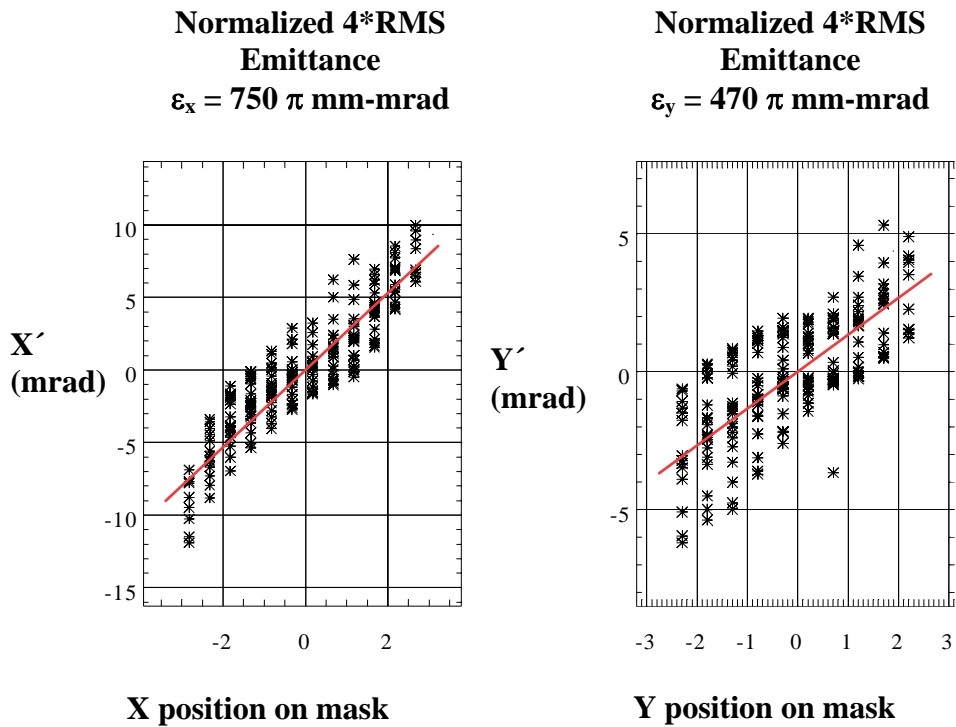 Normalized 4*RMS
Emittance
εx = 750 π mm-mrad
X´
(mrad)
10
5
0
-5
-10
-15
-2
0
2
X position on mask
Normalized 4*RMS
Emittance
εy = 470 π mm-mrad
Y´
(mrad)
5
0
-5
-3
-2
-1
0
1
2
3
Y position on mask